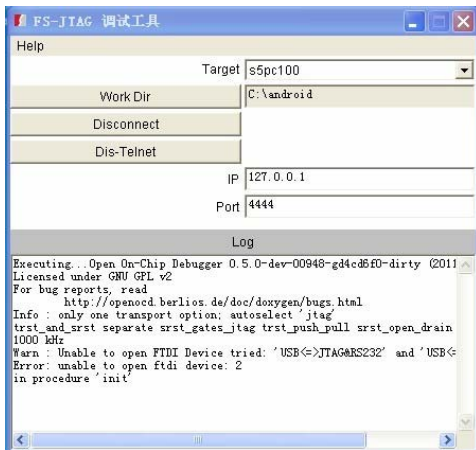 FS-JTAG 调试工具
Help
Target s5pc100
Work Dir C:\android
Disconnect
Dis-Telnet
IP 127.0.0.1
Port 4444
Log
Executing...Open On-Chip Debugger 0.5.0-dev-00948-gd4cd6f0-dirty (2011
Licensed under GNU GPL v2
For bug reports, read
http://openocd.berlios.de/doc/doxygen/bugs.html
Info : only one transport option; autoselect 'jtag'
trst_and_srst separate srst_gates_jtag trst_push_pull srst_open_drain
1000 kHz
Warn : Unable to open FTDI Device tried: 'USB<=>JTAG&RS232' and 'USB<=
Error: unable to open ftdi device: 2
in procedure 'init'